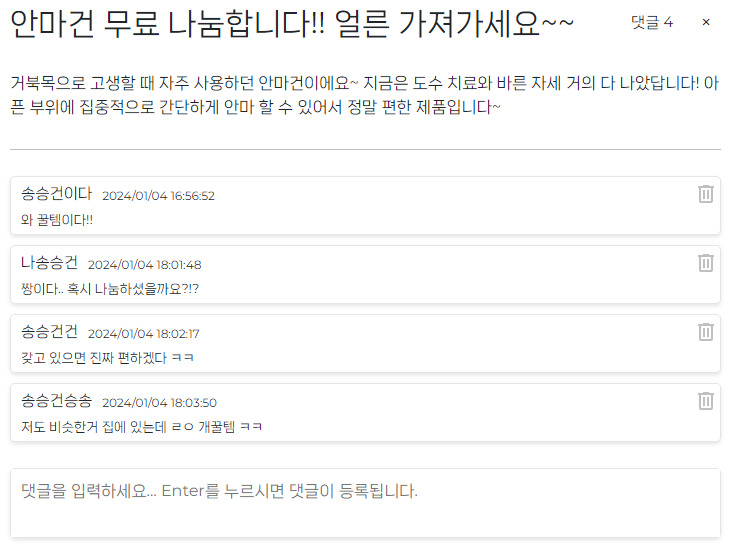 안마건 무료 나눔합니다!! 얼른 가져가세요~~
댓글 4 ×
거북목으로 고생할 때 자주 사용하던 안마건이에요~ 지금은 도수 치료와 바른 자세 거의 다 나았답니다! 아
픈 부위에 집중적으로 간단하게 안마 할 수 있어서 정말 편한 제품입니다~
송승건이다 2024/01/04 16:56:52
와 꿀템이다!!
나송승건 2024/01/04 18:01:48
짱이다.. 혹시 나눔하셨을까요?!?
송승건건 2024/01/04 18:02:17
갖고 있으면 진짜 편하겠다 ㅋㅋ
송승건승송 2024/01/04 18:03:50
저도 비슷한거 집에 있는데 ㄹㅇ 개꿀템 ㅋㅋ
댓글을 입력하세요... Enter를 누르시면 댓글이 등록됩니다.